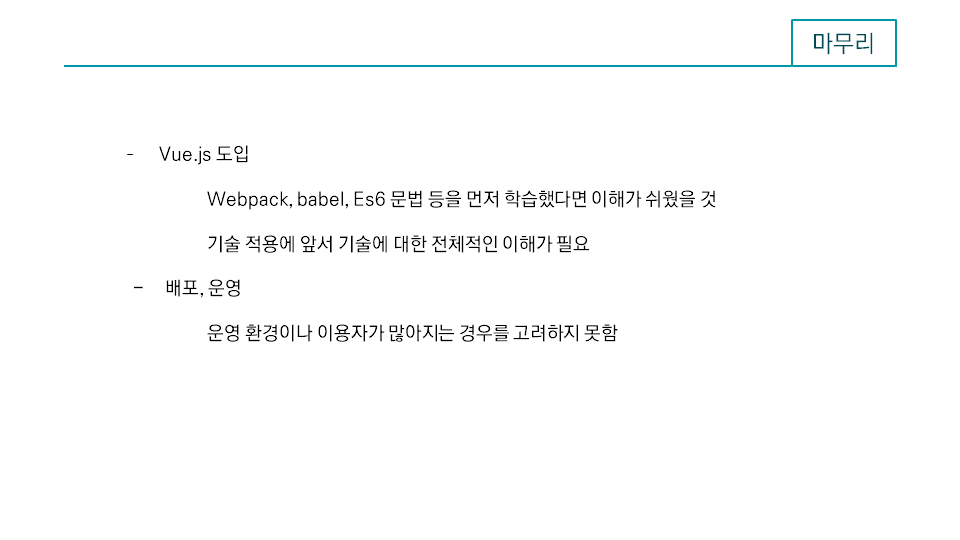 마무리
- Vue.js 도입
Webpack, babel, Es6 문법 등을 먼저 학습했다면 이해가 쉬웠을 것
기술 적용에 앞서 기술에 대한 전체적인 이해가 필요
- 배포, 운영
운영 환경이나 이용자가 많아지는 경우를 고려하지 못함